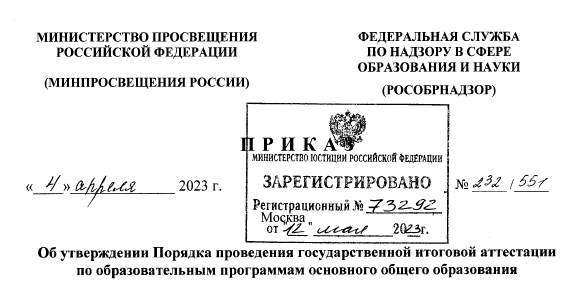 МИНИСТЕРСТВО ПРОСВЕЩЕНИЯ
РОССИЙСКОЙ ФЕДЕРАЦИИ
(МИНПРОСВЕЩЕНИЯ РОССИИ)
ФЕДЕРАЛЬНАЯ СЛУЖБА
ПО НАДЗОРУ В СФЕРЕ
ОБРАЗОВАНИЯ И НАУКИ
(РОСОБРНАДЗОР)
ПРИКАЗ
МИНИСТЕРСТВО ЮСТИЦИИ РОССИЙСКОЙ ФЕДЕРАЦИИ
ЗАРЕГИСТРИРОВАНО
Регистрационный № 73292
Москва
от "12" мая 2023г.
«4» апреля 2023 г.
№ 232 / 551
Об утверждении Порядка проведения государственной итоговой аттестации
по образовательным программам основного общего образования